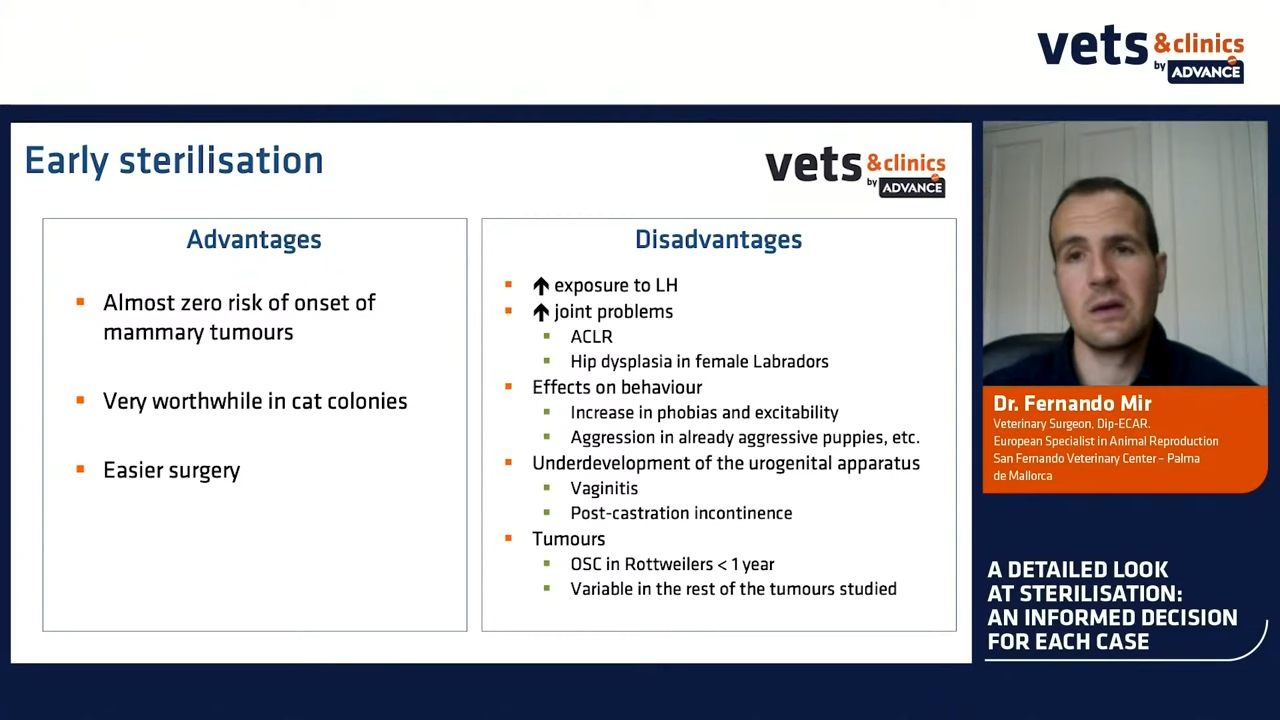 vets &clinics
by ADVANCE
Early sterilisation
vets &clinics
by ADVANCE
Advantages
Almost zero risk of onset of
mammary tumours
Very worthwhile in cat colonies
Easier surgery
Disadvantages
⬆ exposure to LH
⬆ joint problems
ACLR
Hip dysplasia in female Labradors
Effects on behaviour
Increase in phobias and excitability
Aggression in already aggressive puppies, etc.
Underdevelopment of the urogenital apparatus
Vaginitis
Post-castration incontinence
Tumours
OSC in Rottweilers < 1 year
Variable in the rest of the tumours studied
Dr. Fernando Mir
Veterinary Surgeon, Dip-ECAR.
European Specialist in Animal Reproduction
San Fernando Veterinary Center – Palma
de Mallorca
A DETAILED LOOK
AT STERILISATION:
AN INFORMED DECISION
FOR EACH CASE